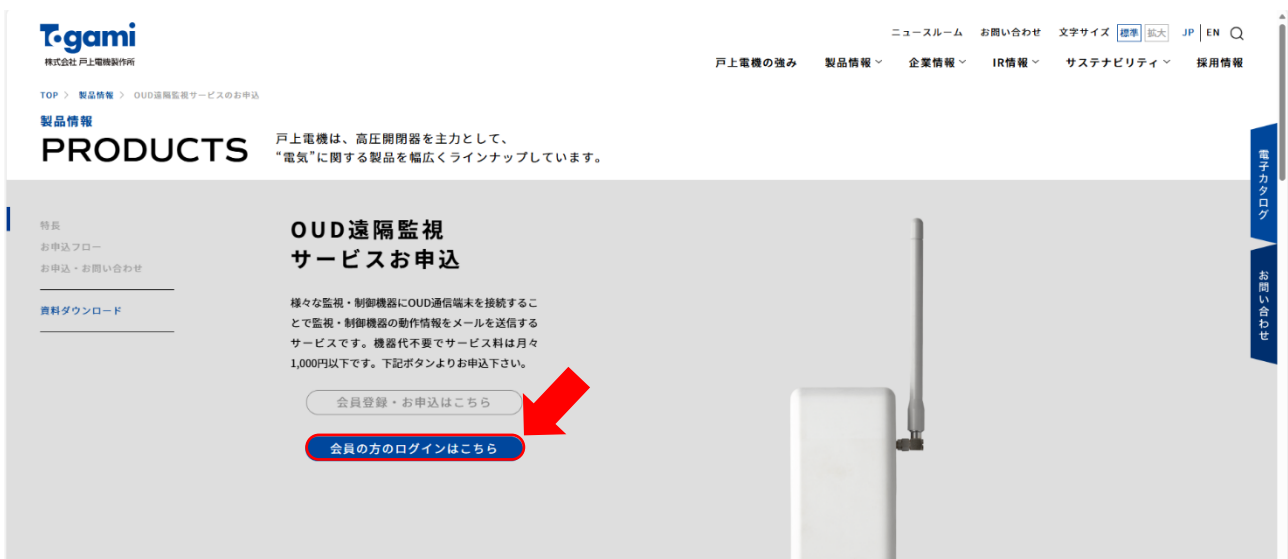 Togami
株式会社 戸上電機製作所
ニュースルーム お問い合わせ 文字サイズ 標準 拡大 JP | EN
戸上電機の強み 製品情報 企業情報 IR情報 サステナビリティ 採用情報
TOP 〉 製品情報 〉 OUD遠隔監視サービスのお申込
製品情報
PRODUCTS
戸上電機は、高圧開閉器を主力として、
“電気”に関する製品を幅広くラインナップしています。
特長
お申込フロー
お申込・お問い合わせ
資料ダウンロード
OUD遠隔監視
サービスお申込
様々な監視・制御機器にOUD通信端末を接続するこ
とで監視・制御機器の動作情報をメールを送信する
サービスです。機器代不要でサービス料は月々
1,000円以下です。下記ボタンよりお申込下さい。
会員登録・お申込はこちら
会員の方のログインはこちら
電子カタログ
お問い合わせ